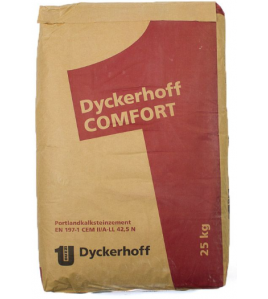 Dyckerhoff
COMFORT
Portlandkalksteinzement
EN 197-1 CEM II/A-LL 42,5 N
Dyckerhoff
25 kg